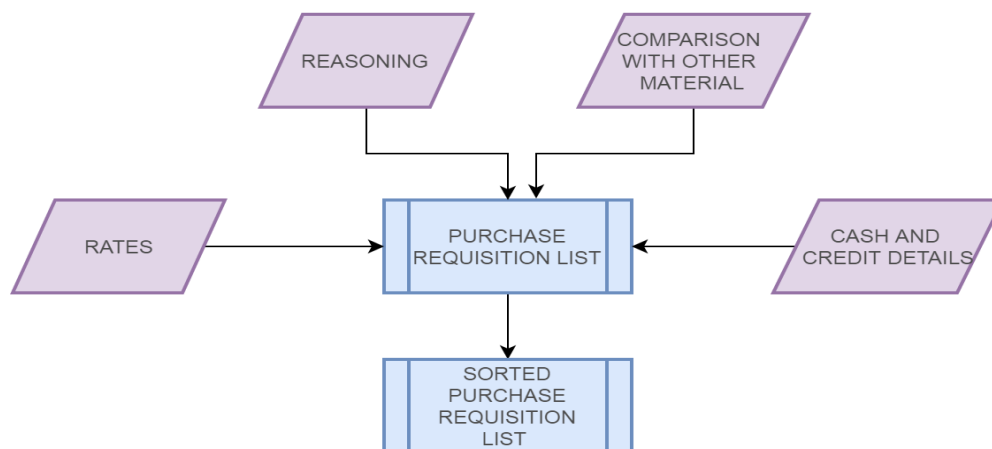 REASONING
COMPARISON
WITH OTHER
MATERIAL
RATES
PURCHASE
REQUISITION LIST
CASH AND
CREDIT DETAILS
SORTED
PURCHASE
REQUISITION
LIST